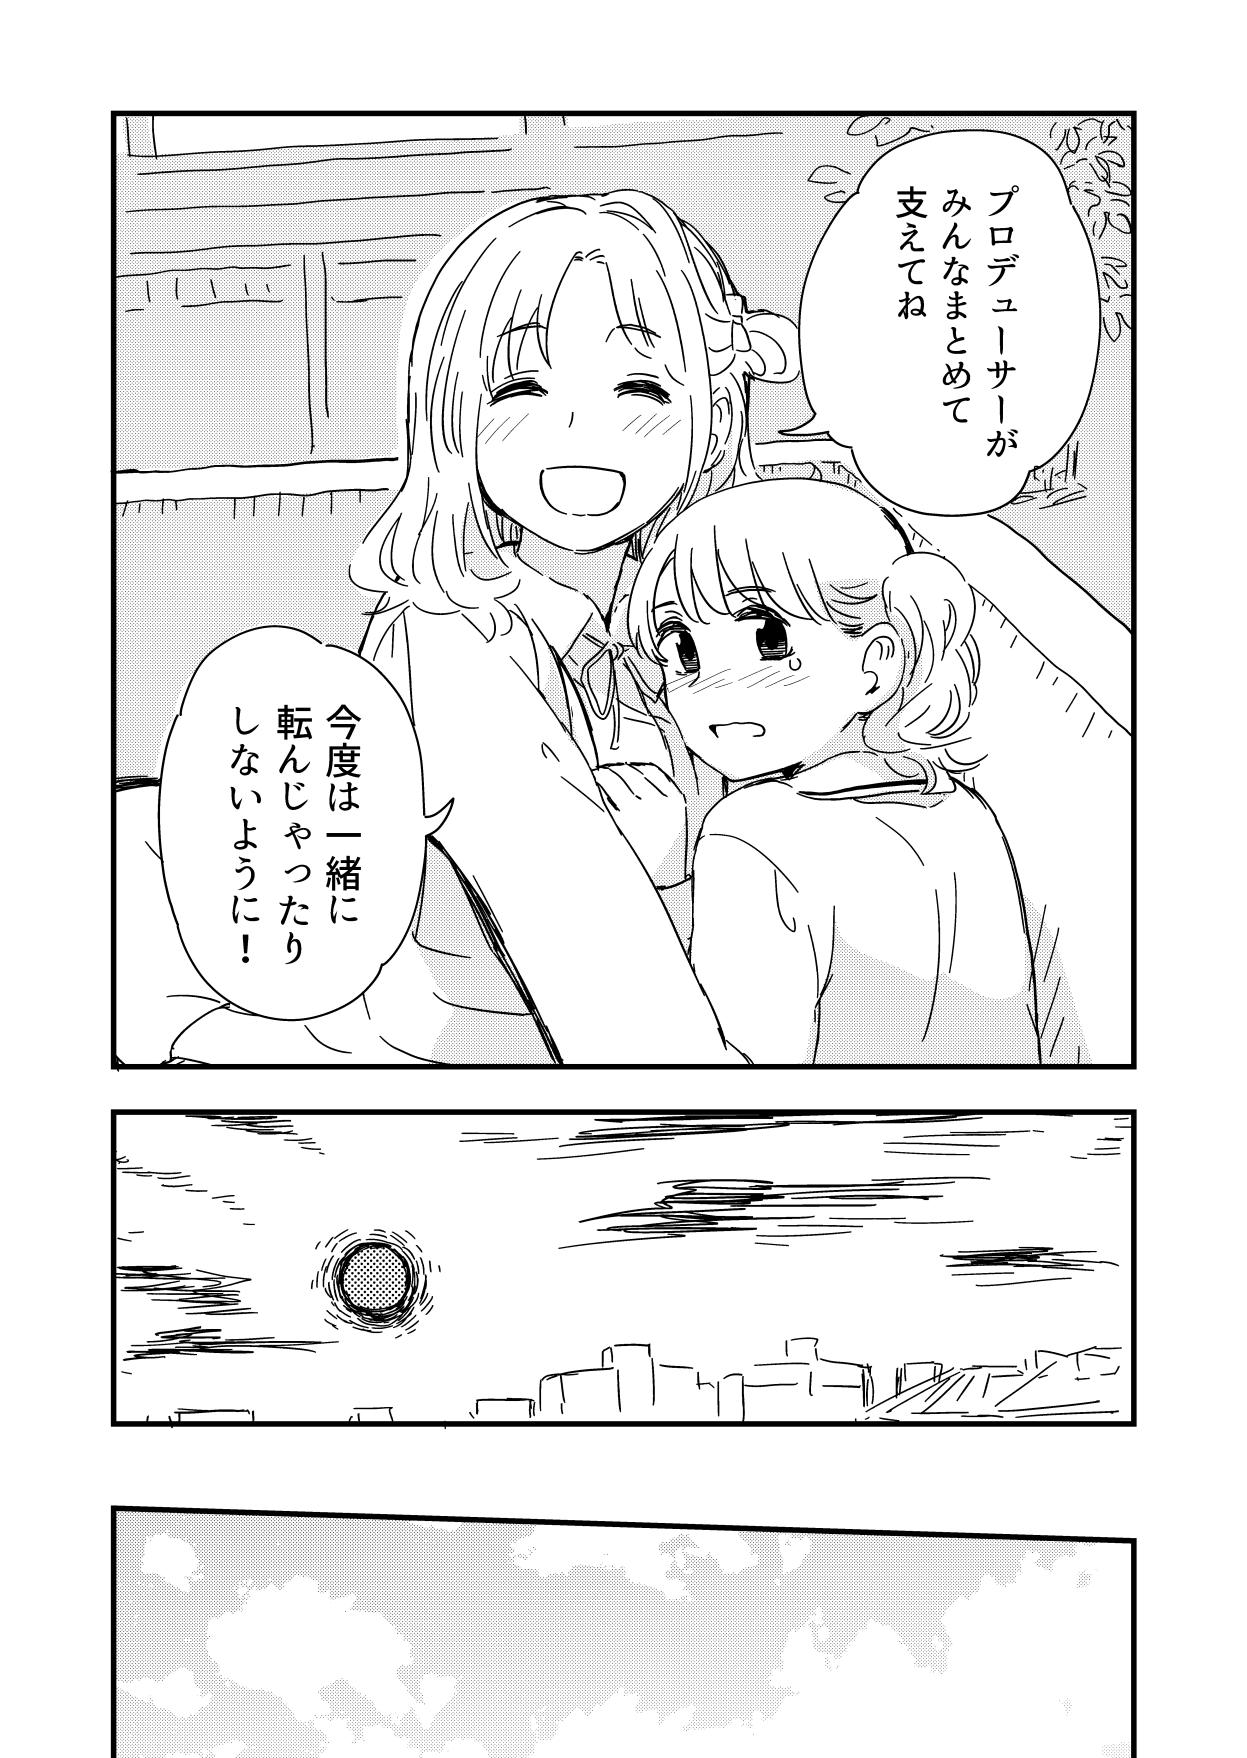 プロデューサーが
みんなまとめて
支えてね
今度は一緒に
転んじゃったり
しないように！